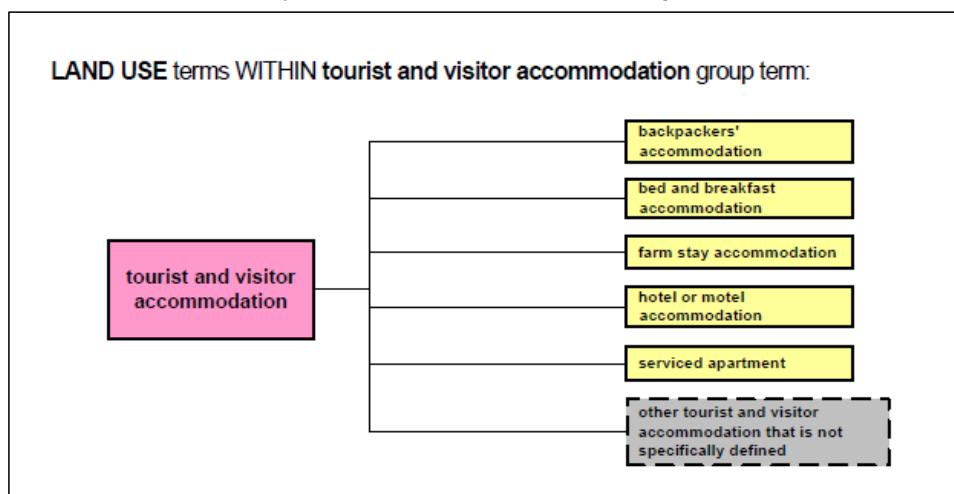 LAND USE terms WITHIN tourist and visitor accommodation group term:
backpackers'
accommodation
bed and breakfast
accommodation
farm stay accommodation
tourist and visitor
accommodation
hotel or motel
accommodation
serviced apartment
other tourist and visitor
accommodation that is not
specifically defined